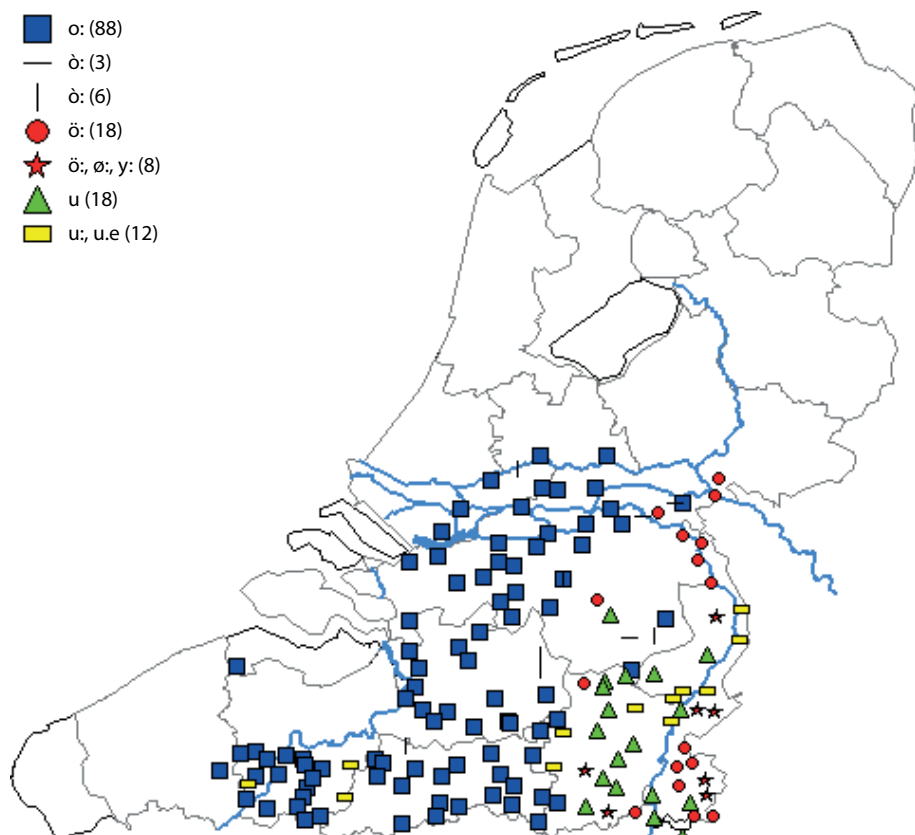 o: (88)
ò: (3)
ò: (6)
ö: (18)
ö:, ø:, y: (8)
u (18)
u:, u.e (12)